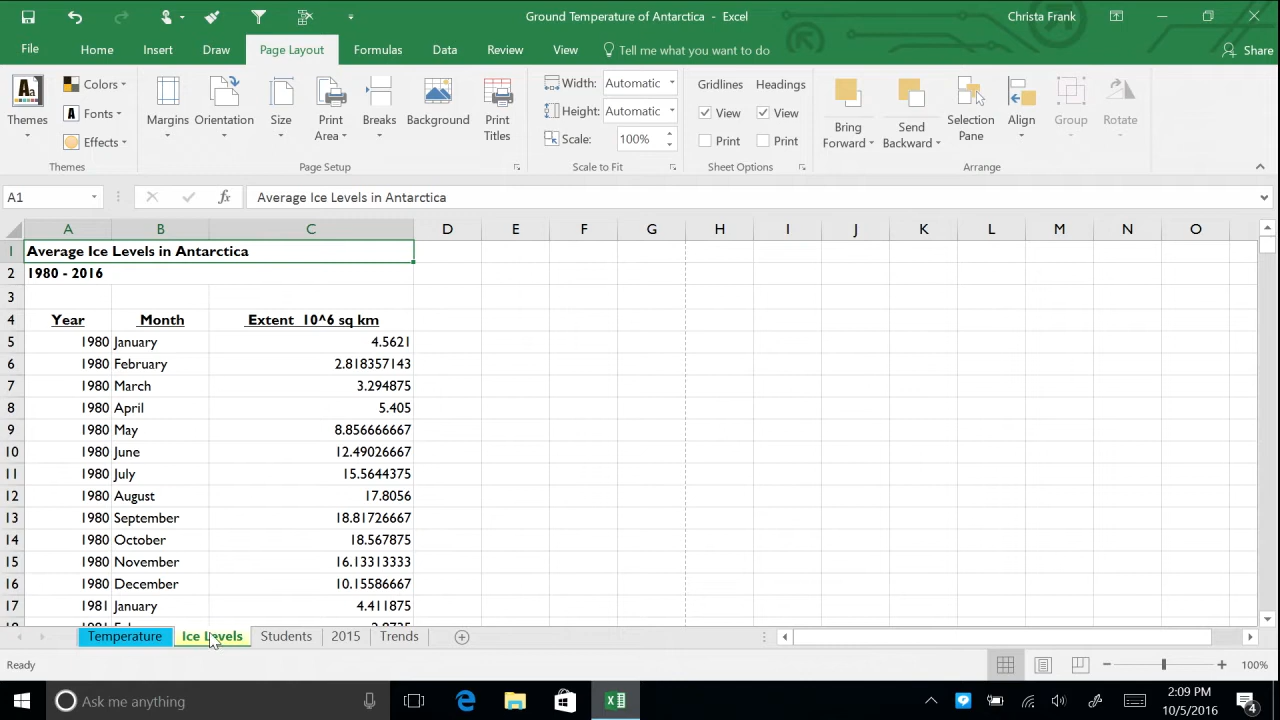 Ground Temperature of Antarctica - Excel
Christa Frank
File Home Insert Draw Page Layout Formulas Data Review View Tell me what you want to do Share
Themes
Colors
Fonts
Effects
Themes
Margins
Orientation
Size
Print Area
Breaks
Background
Print Titles
Page Setup
Width: Automatic
Height: Automatic
Scale: 100%
Scale to Fit
Gridlines Headings
View View
Print Print
Sheet Options
Bring Forward
Send Backward
Selection Pane
Align
Group
Rotate
Arrange
A1 fx Average Ice Levels in Antarctica
A B C D E F G H I J K L M N O
1 Average Ice Levels in Antarctica
2 1980 - 2016
3
4 Year Month Extent 10^6 sq km
5 1980 January 4.5621
6 1980 February 2.818357143
7 1980 March 3.294875
8 1980 April 5.405
9 1980 May 8.856666667
10 1980 June 12.49026667
11 1980 July 15.5644375
12 1980 August 17.8056
13 1980 September 18.81726667
14 1980 October 18.567875
15 1980 November 16.13313333
16 1980 December 10.15586667
17 1981 January 4.411875
Temperature Ice Levels Students 2015 Trends
Ready 100%
Ask me anything
2:09 PM
10/5/2016
4